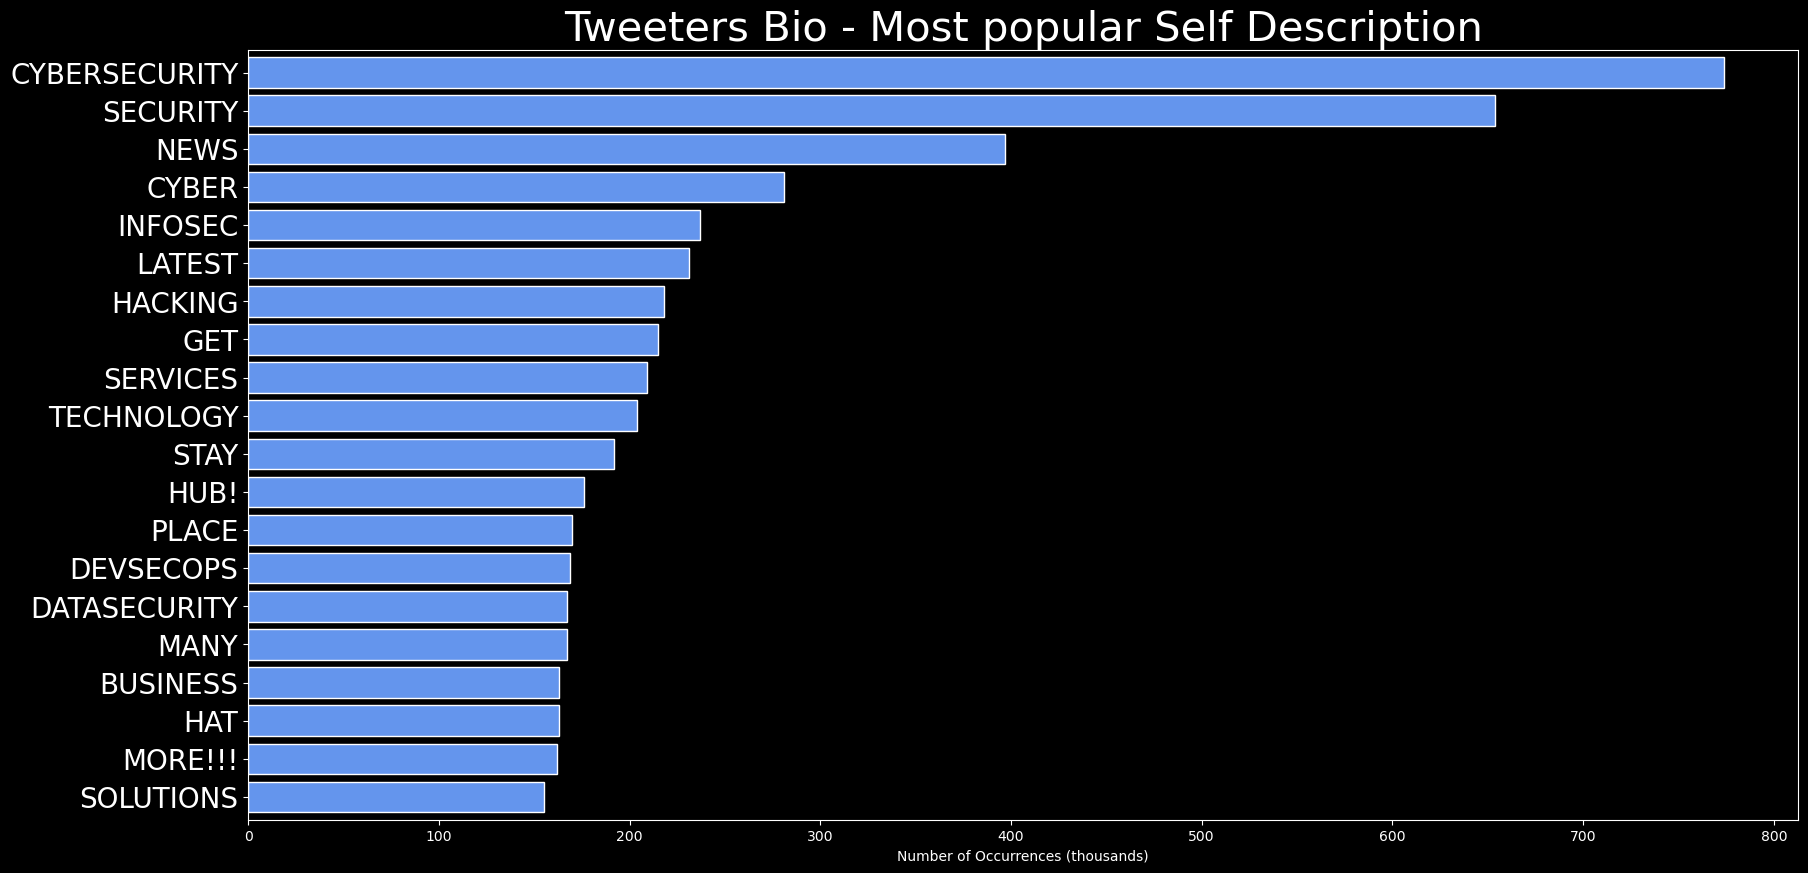 Tweeters Bio - Most popular Self Description
CYBERSECURITY
SECURITY
NEWS
CYBER
INFOSEC
LATEST
HACKING
GET
SERVICES
TECHNOLOGY
STAY
HUB!
PLACE
DEVSECOPS
DATASECURITY
MANY
BUSINESS
HAT
MORE!!!
SOLUTIONS
0 100 200 300 400 500 600 700 800
Number of Occurrences (thousands)